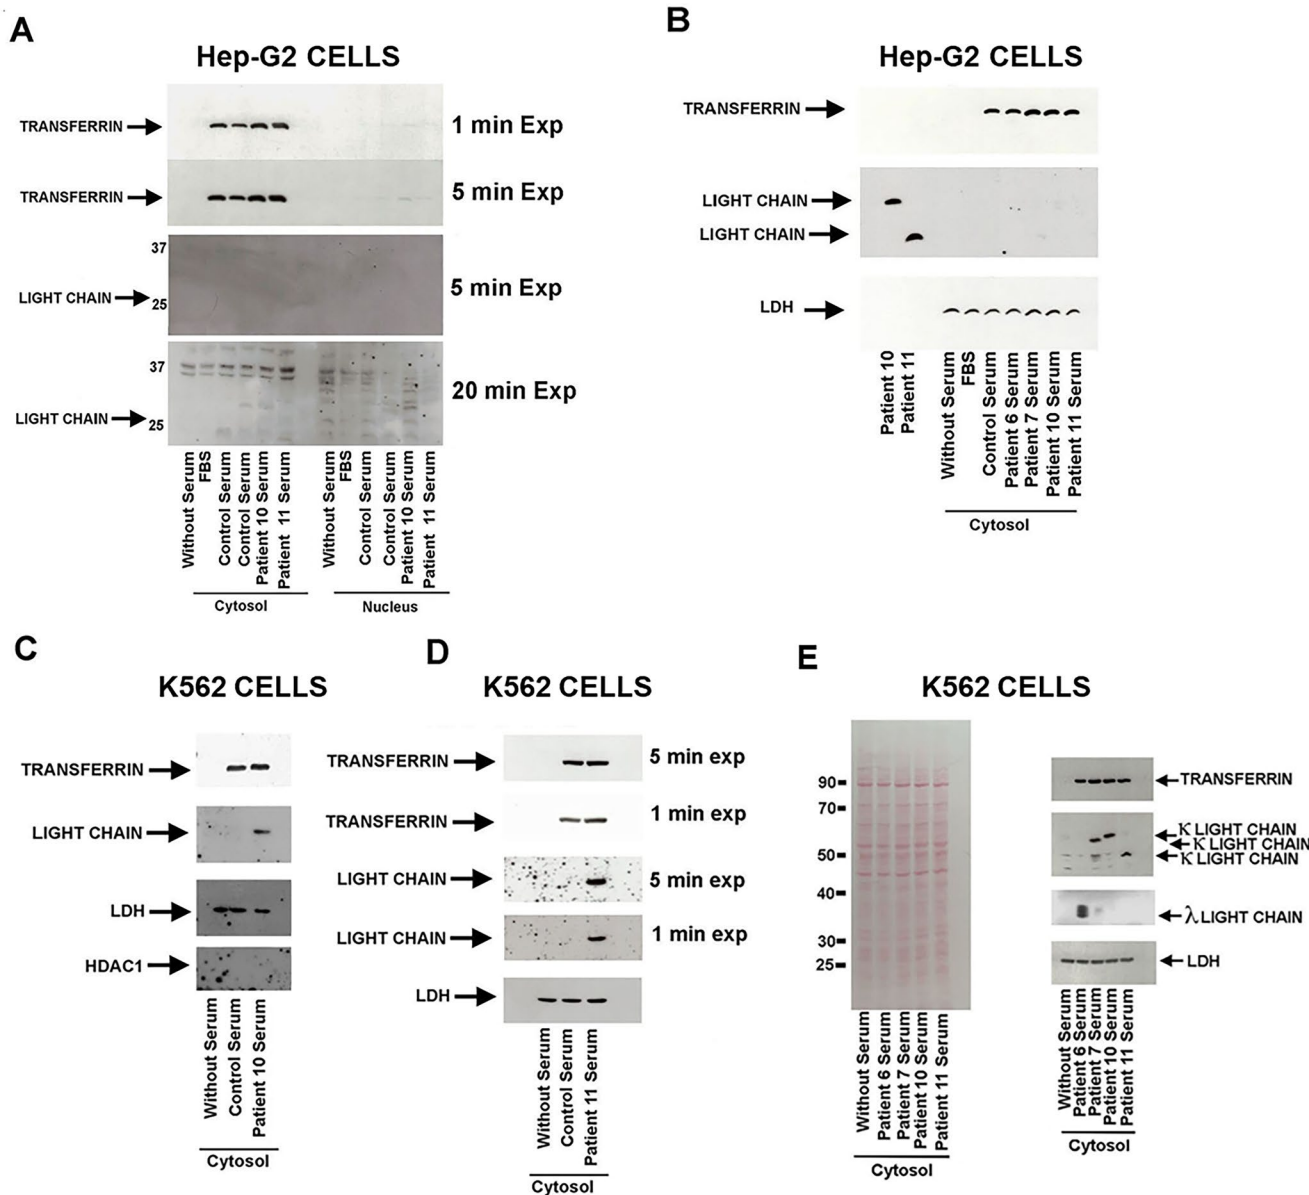 A
Hep-G2 CELLS
TRANSFERRIN
1 min Exp
TRANSFERRIN
5 min Exp
37
LIGHT CHAIN
25
5 min Exp
37
LIGHT CHAIN
25
20 min Exp
Without Serum
FBS
Control Serum
Control Serum
Patient 10 Serum
Patient 11 Serum
Without Serum
FBS
Control Serum
Control Serum
Patient 10 Serum
Patient 11 Serum
Cytosol
Nucleus
B
Hep-G2 CELLS
TRANSFERRIN
LIGHT CHAIN
LIGHT CHAIN
LDH
Patient 10
Patient 11
Without Serum
FBS
Control Serum
Patient 6 Serum
Patient 7 Serum
Patient 10 Serum
Patient 11 Serum
Cytosol
C
K562 CELLS
TRANSFERRIN
LIGHT CHAIN
LDH
HDAC1
Without Serum
Control Serum
Patient 10 Serum
Cytosol
D
K562 CELLS
TRANSFERRIN
5 min exp
TRANSFERRIN
1 min exp
LIGHT CHAIN
5 min exp
LIGHT CHAIN
1 min exp
LDH
Without Serum
Control Serum
Patient 11 Serum
Cytosol
E
K562 CELLS
90
70
50
40
30
25
Without Serum
Patient 6 Serum
Patient 7 Serum
Patient 10 Serum
Patient 11 Serum
Cytosol
TRANSFERRIN
κ LIGHT CHAIN
κ LIGHT CHAIN
κ LIGHT CHAIN
λ LIGHT CHAIN
LDH
Without Serum
Patient 6 Serum
Patient 7 Serum
Patient 10 Serum
Patient 11 Serum
Cytosol